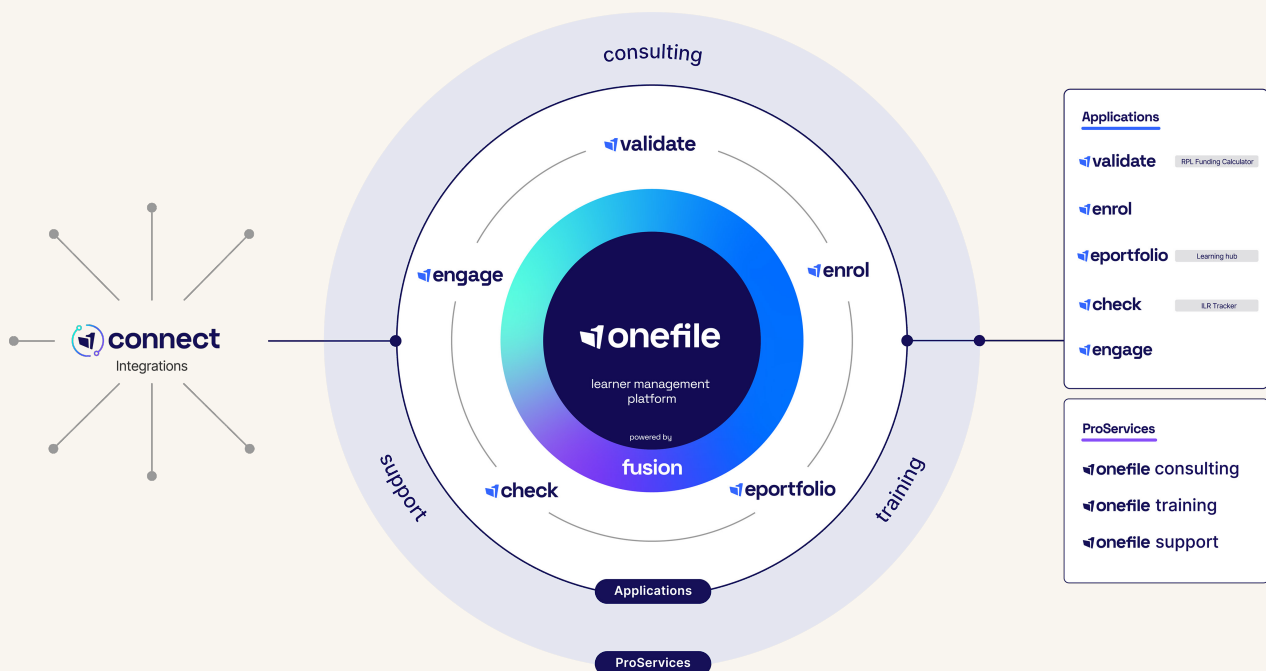 consulting
validate
engage
enrol
onefile
learner management
platform
powered by
fusion
check
eportfolio
support
training
Applications
ProServices
connect
Integrations
Applications
validate RPL Funding Calculator
enrol
eportfolio Learning hub
check ILR Tracker
engage
ProServices
onefile consulting
onefile training
onefile support